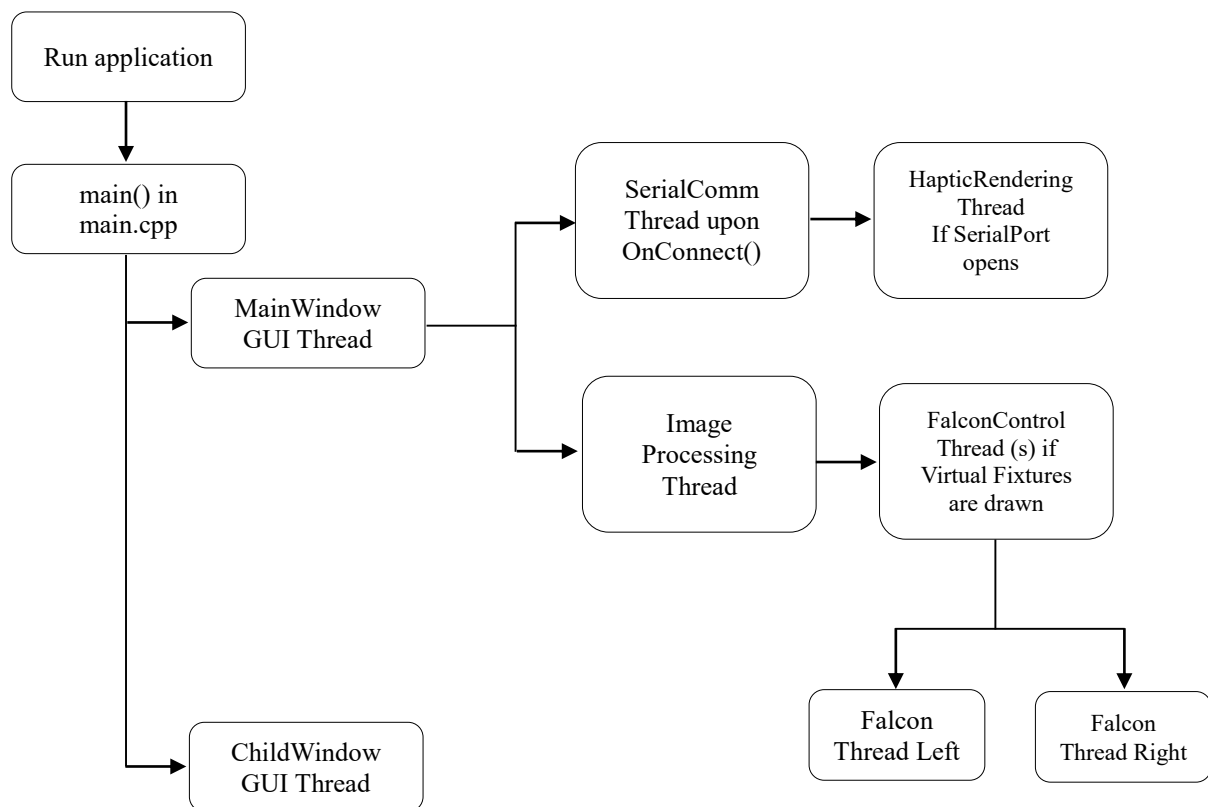 Run application
main() in
main.cpp
MainWindow
GUI Thread
SerialComm
Thread upon
OnConnect()
HapticRendering
Thread
If SerialPort
opens
Image
Processing
Thread
FalconControl
Thread (s) if
Virtual Fixtures
are drawn
Falcon
Thread Left
Falcon
Thread Right
ChildWindow
GUI Thread